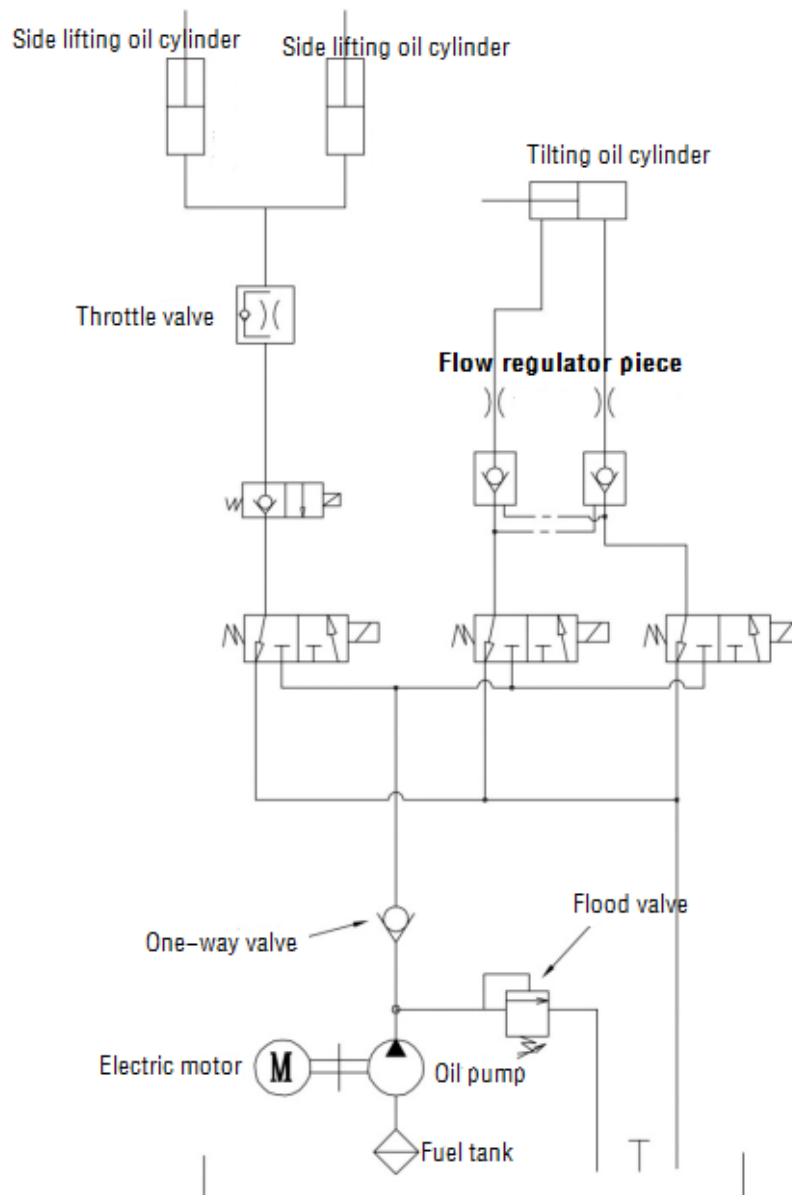 Side lifting oil cylinder
Side lifting oil cylinder
Tilting oil cylinder
Throttle valve
Flow regulator piece
Flood valve
One-way valve
Electric motor
M
Oil pump
Fuel tank